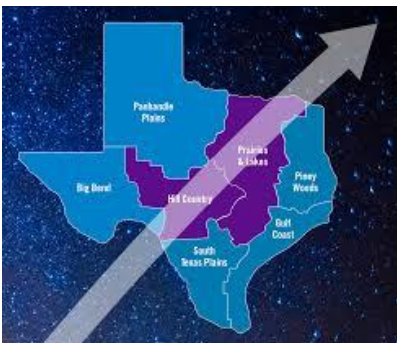 Panhandle
Plains
Prairies
& Lakes
Big Bend
Hill Country
Piney
Woods
Gulf
Coast
South
Texas Plains